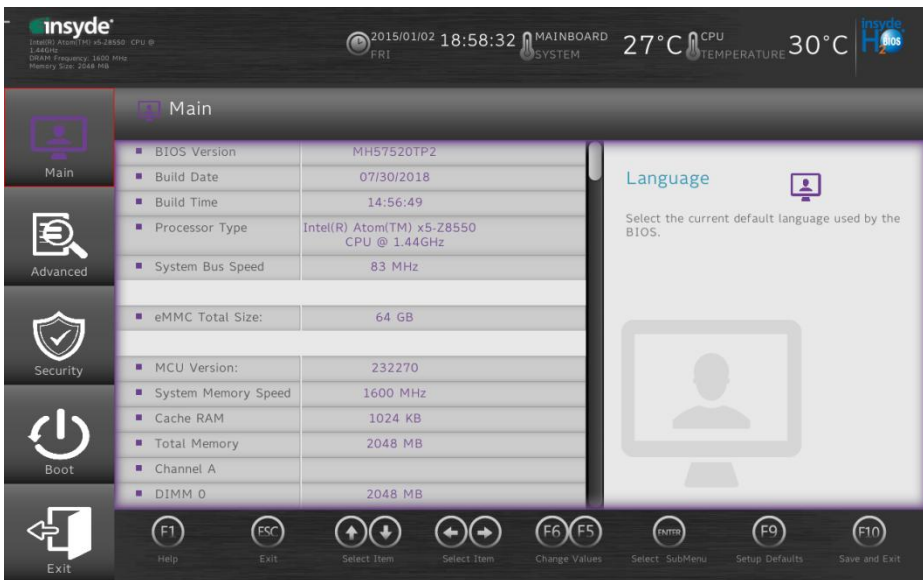 insyde
Intel(R) Atom(TM) x5-Z8550 CPU @
1.44GHz
DRAM Frequency: 1600 MHz
Memory Size: 2048 MB
2015/01/02
FRI
18:58:32
MAINBOARD
SYSTEM
27°C
CPU
TEMPERATURE
30°C
insyde
H2O BIOS
Main
Main
BIOS Version MH57520TP2
Build Date 07/30/2018
Build Time 14:56:49
Processor Type Intel(R) Atom(TM) x5-Z8550
CPU @ 1.44GHz
System Bus Speed 83 MHz
eMMC Total Size: 64 GB
MCU Version: 232270
System Memory Speed 1600 MHz
Cache RAM 1024 KB
Total Memory 2048 MB
Channel A
DIMM 0 2048 MB
Language
Select the current default language used by the
BIOS.
Advanced
Security
Boot
Exit
F1 Help
ESC Exit
Select Item
Select Item
F6 F5 Change Values
ENTER Select SubMenu
F9 Setup Defaults
F10 Save and Exit